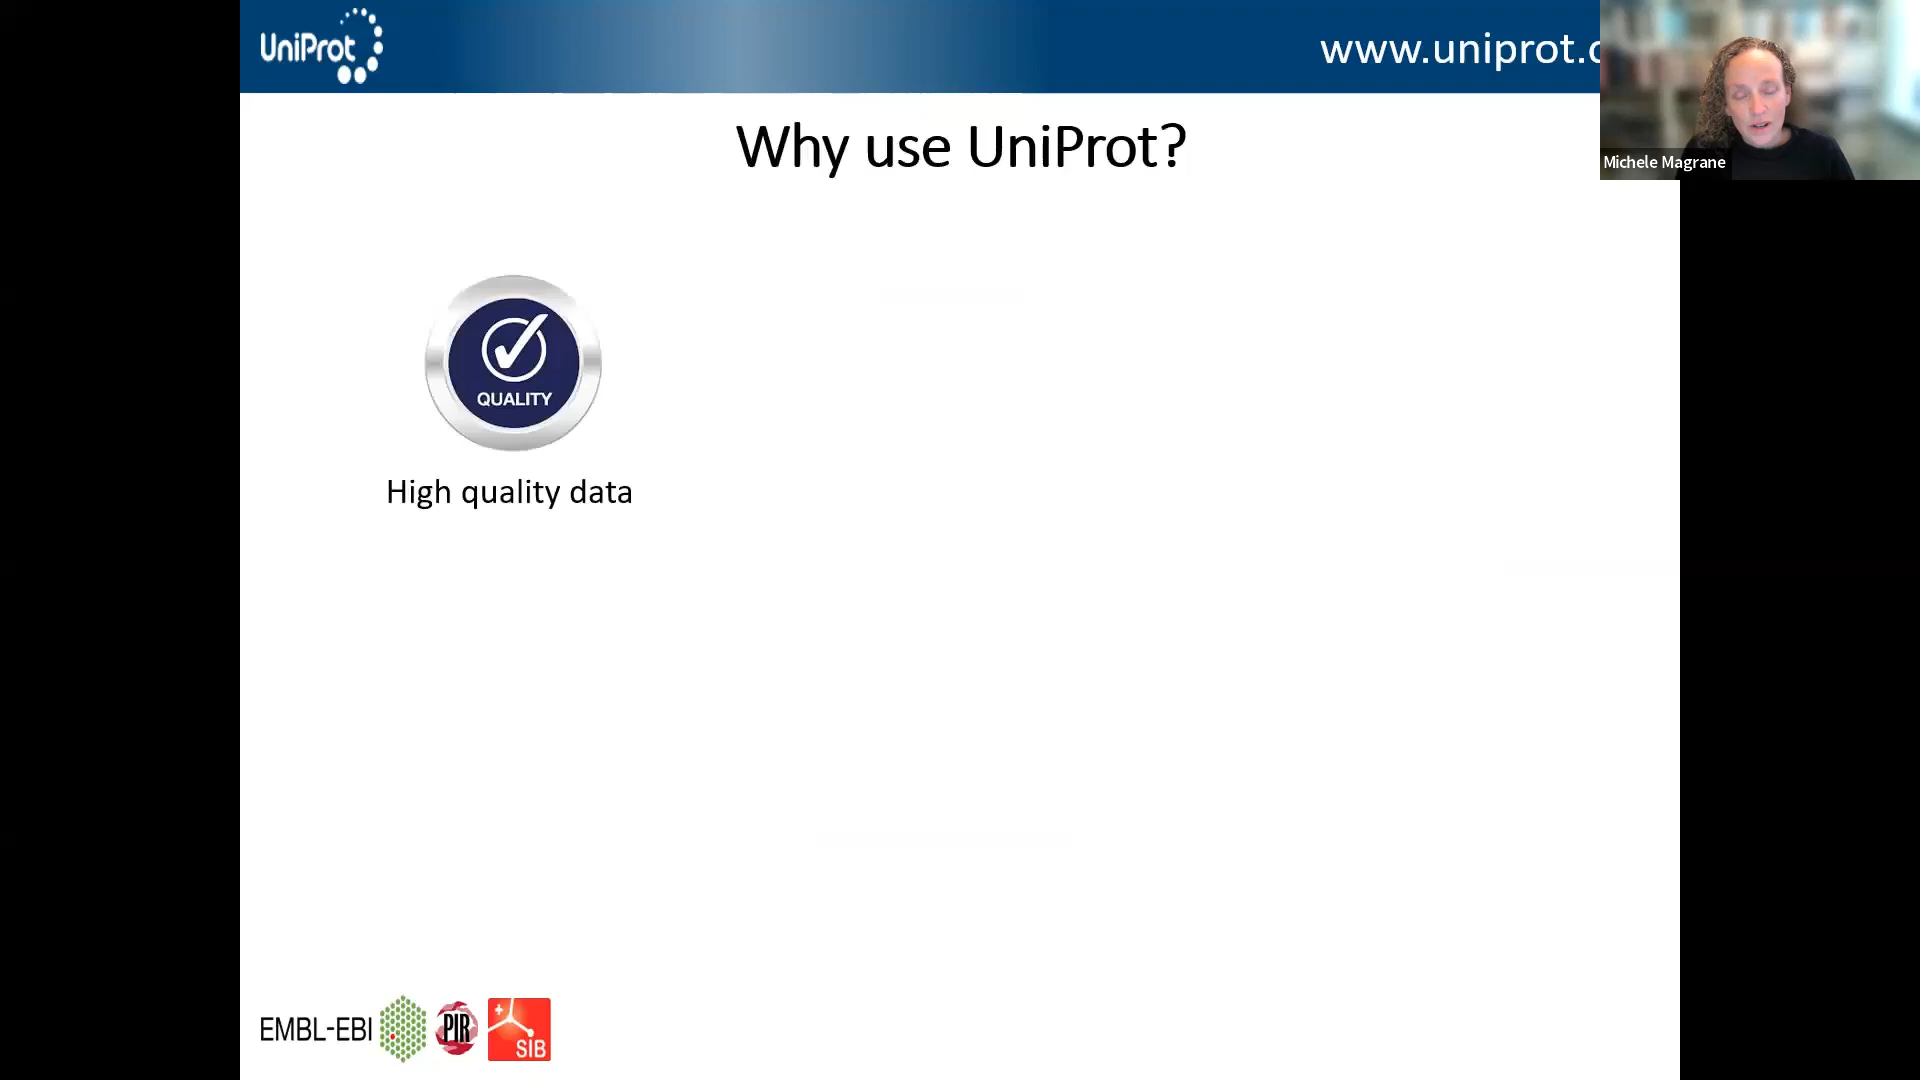 UniProt
www.uniprot.
Michele Magrane
Why use UniProt?
QUALITY
High quality data
EMBL-EBI
PIR
SIB